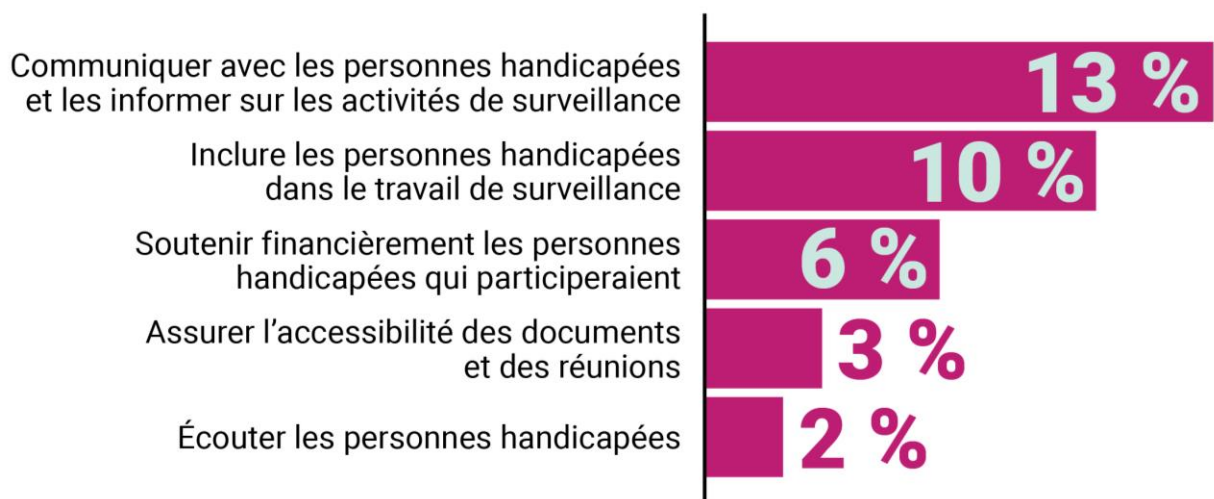 Communiquer avec les personnes handicapées
et les informer sur les activités de surveillance
13 %
Inclure les personnes handicapées
dans le travail de surveillance
10 %
Soutenir financièrement les personnes
handicapées qui participeraient
6 %
Assurer l’accessibilité des documents
et des réunions
3 %
Écouter les personnes handicapées
2 %